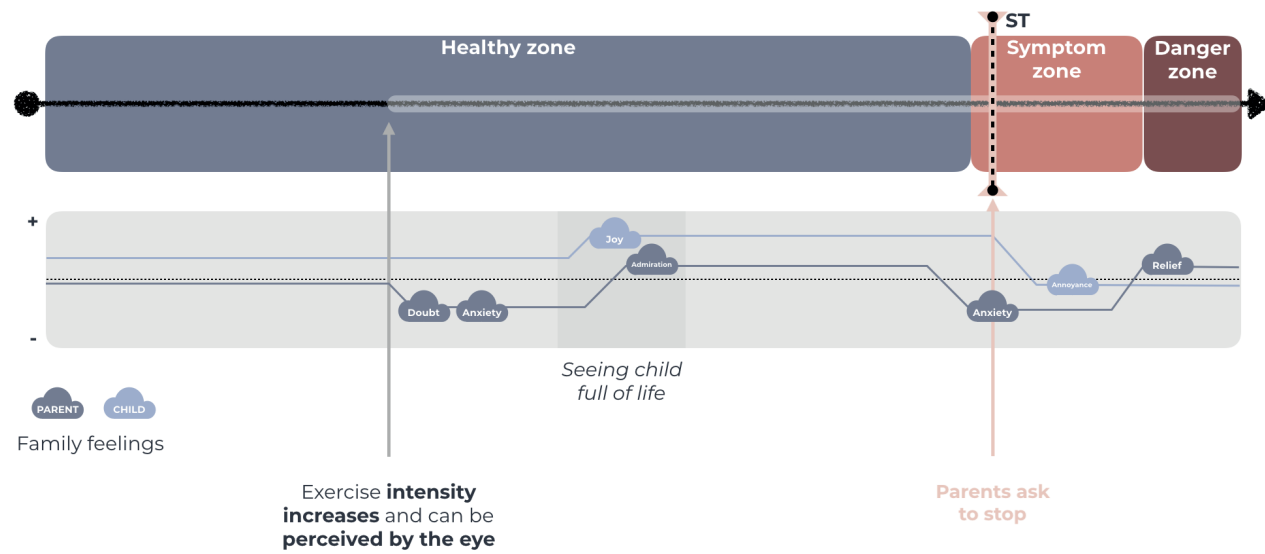 ST
Healthy zone
Symptom
zone
Danger
zone
+
Joy
Admiration
Relief
Annoyance
Doubt
Anxiety
Anxiety
-
Seeing child
full of life
PARENT
CHILD
Family feelings
Exercise intensity
increases and can be
perceived by the eye
Parents ask
to stop